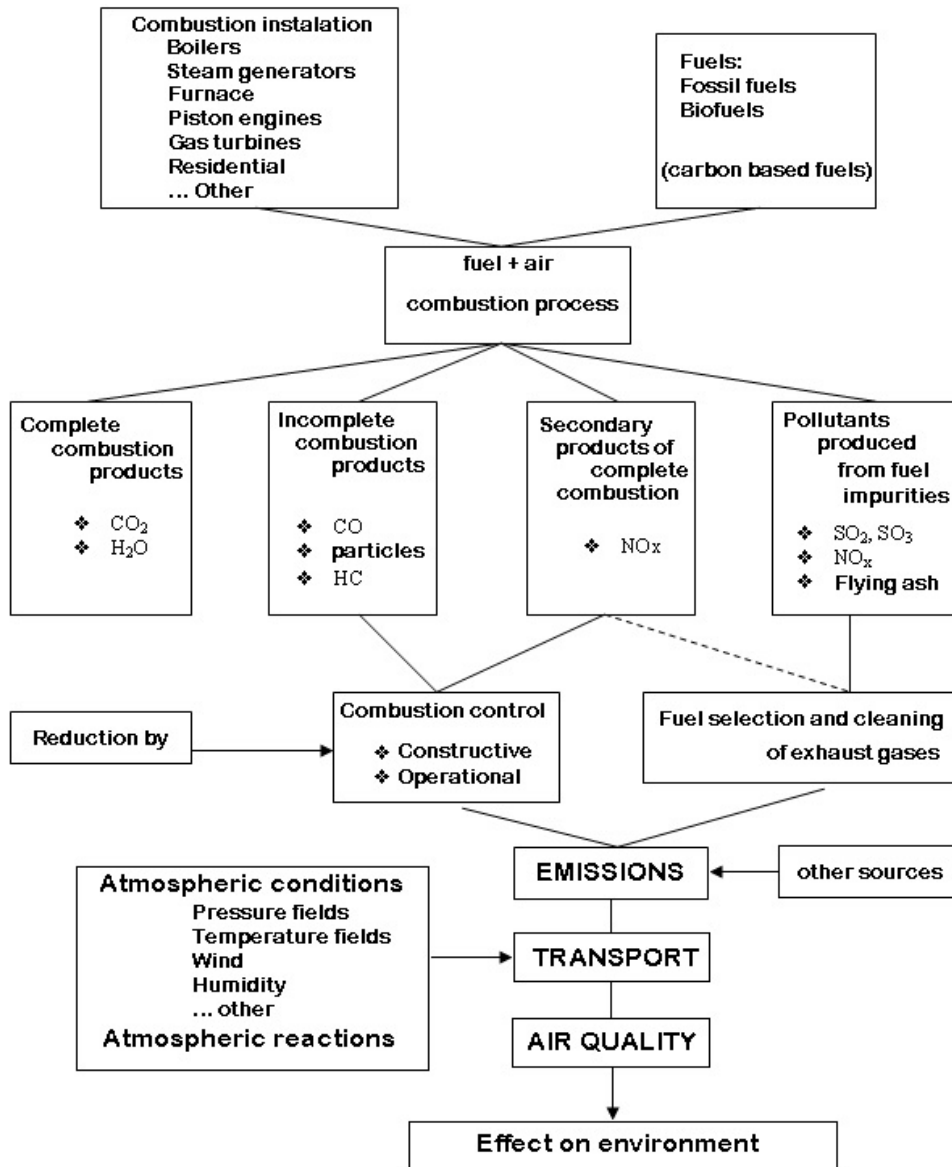 Combustion instalation
Boilers
Steam generators
Furnace
Piston engines
Gas turbines
Residential
... Other
Fuels:
Fossil fuels
Biofuels
(carbon based fuels)
fuel + air
combustion process
Complete
combustion
products
❖ CO₂
❖ H₂O
Incomplete
combustion
products
❖ CO
❖ particles
❖ HC
Secondary
products of
complete
combustion
❖ NOx
Pollutants
produced
from fuel
impurities
❖ SO₂, SO₃
❖ NOₓ
❖ Flying ash
Reduction by
Combustion control
❖ Constructive
❖ Operational
Fuel selection and cleaning
of exhaust gases
EMISSIONS
other sources
Atmospheric conditions
Pressure fields
Temperature fields
Wind
Humidity
... other
Atmospheric reactions
TRANSPORT
AIR QUALITY
Effect on environment